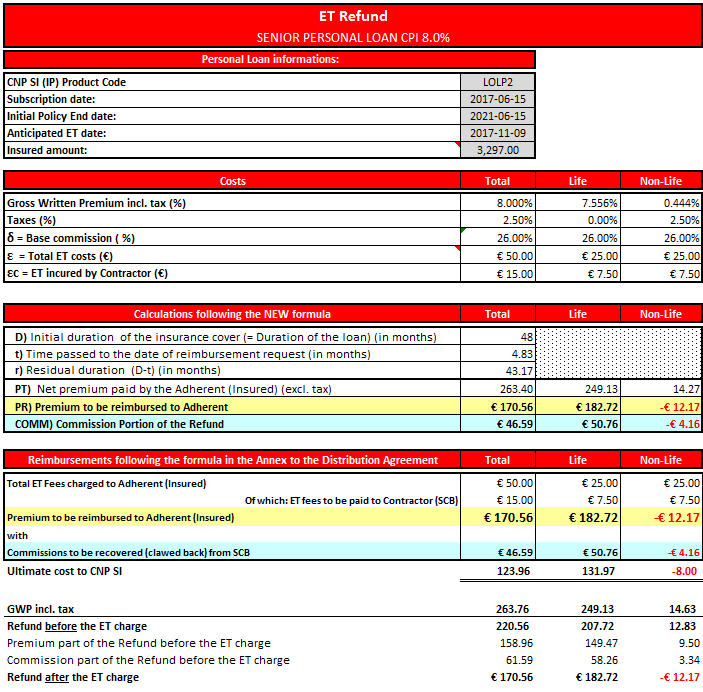 ET Refund
SENIOR PERSONAL LOAN CPI 8.0%
Personal Loan informations:
CNP SI (IP) Product Code LOLP2
Subscription date: 2017-06-15
Initial Policy End date: 2021-06-15
Anticipated ET date: 2017-11-09
Insured amount: 3,297.00
Costs Total Life Non-Life
Gross Written Premium incl. tax (%) 8.000% 7.556% 0.444%
Taxes (%) 2.50% 0.00% 2.50%
δ = Base commission ( %) 26.00% 26.00% 26.00%
ε = Total ET costs (€) € 50.00 € 25.00 € 25.00
εc = ET incured by Contractor (€) € 15.00 € 7.50 € 7.50
Calculations following the NEW formula Total Life Non-Life
D) Initial duration of the insurance cover (= Duration of the loan) (in months) 48
t) Time passed to the date of reimbursement request (in months) 4.83
r) Residual duration (D-t) (in months) 43.17
PT) Net premium paid by the Adherent (Insured) (excl. tax) 263.40 249.13 14.27
PR) Premium to be reimbursed to Adherent € 170.56 € 182.72 -€ 12.17
COMM) Commission Portion of the Refund € 46.59 € 50.76 -€ 4.16
Reimbursements following the formula in the Annex to the Distribution Agreement Total Life Non-Life
Total ET Fees charged to Adherent (Insured) € 50.00 € 25.00 € 25.00
Of which: ET fees to be paid to Contractor (SCB) € 15.00 € 7.50 € 7.50
Premium to be reimbursed to Adherent (Insured) € 170.56 € 182.72 -€ 12.17
with
Commissions to be recovered (clawed back) from SCB € 46.59 € 50.76 -€ 4.16
Ultimate cost to CNP SI 123.96 131.97 -8.00
GWP incl. tax 263.76 249.13 14.63
Refund before the ET charge 220.56 207.72 12.83
Premium part of the Refund before the ET charge 158.96 149.47 9.50
Commission part of the Refund before the ET charge 61.59 58.26 3.34
Refund after the ET charge € 170.56 € 182.72 -€ 12.17